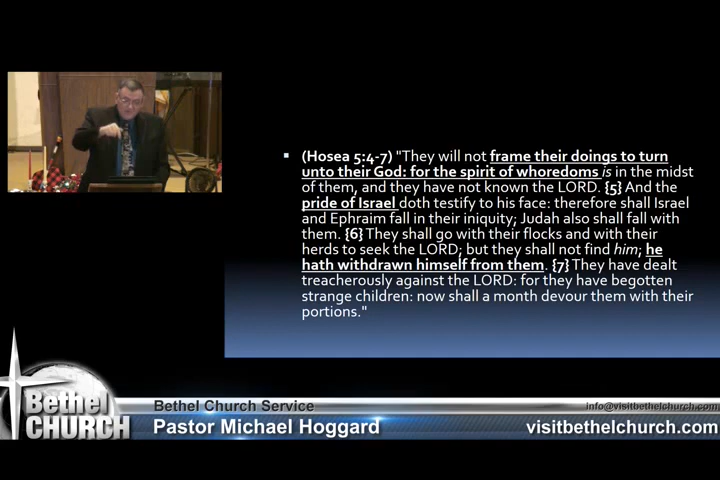 ▪ (Hosea 5:4-7) "They will not frame their doings to turn
unto their God: for the spirit of whoredoms is in the midst
of them, and they have not known the LORD. {5} And the
pride of Israel doth testify to his face: therefore shall Israel
and Ephraim fall in their iniquity; Judah also shall fall with
them. {6} They shall go with their flocks and with their
herds to seek the LORD; but they shall not find him; he
hath withdrawn himself from them. {7} They have dealt
treacherously against the LORD: for they have begotten
strange children: now shall a month devour them with their
portions."
Bethel
CHURCH
Bethel Church Service
info@visitbethelchurch.com
Pastor Michael Hoggard
visitbethelchurch.com